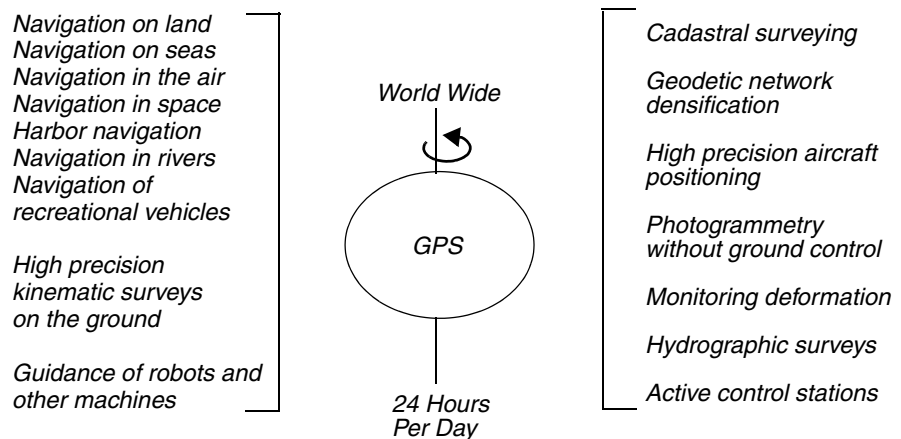 Navigation on land
Navigation on seas
Navigation in the air
Navigation in space
Harbor navigation
Navigation in rivers
Navigation of
recreational vehicles
High precision
kinematic surveys
on the ground
Guidance of robots and
other machines
World Wide
GPS
24 Hours
Per Day
Cadastral surveying
Geodetic network
densification
High precision aircraft
positioning
Photogrammetry
without ground control
Monitoring deformation
Hydrographic surveys
Active control stations